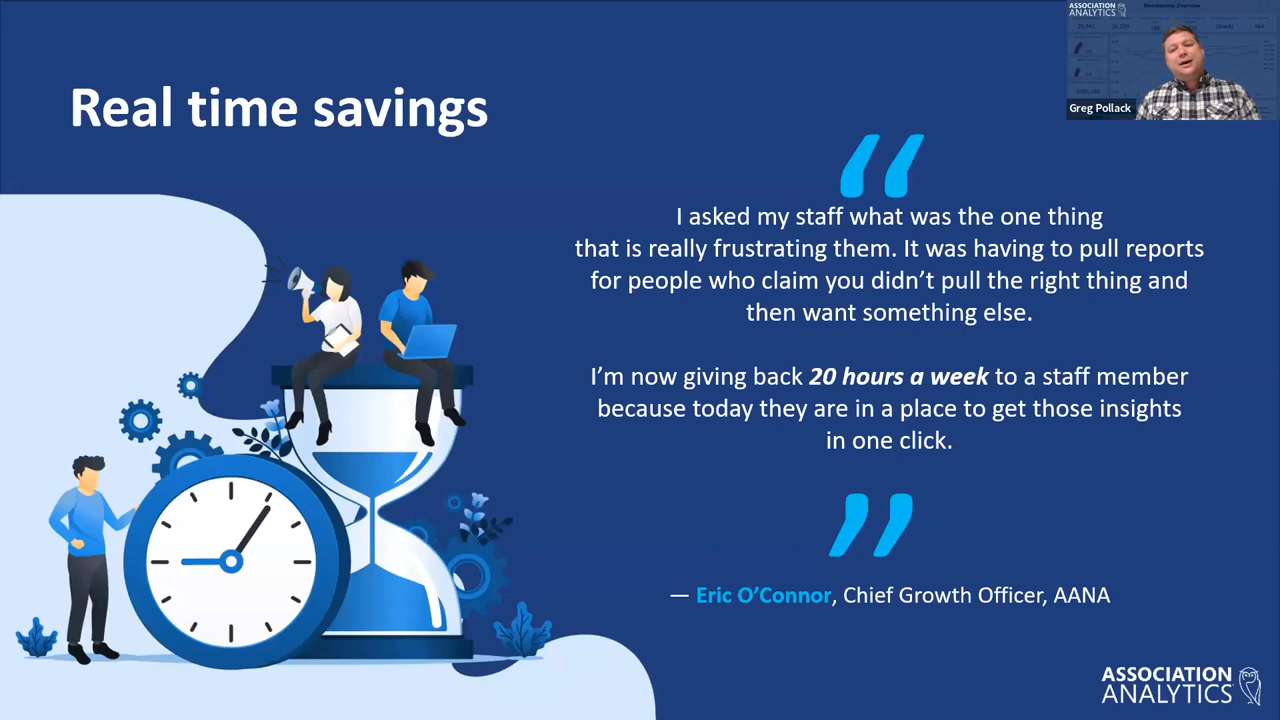 ASSOCIATION
ANALYTICS
Membership Overview
Greg Pollack
Real time savings
“
I asked my staff what was the one thing
that is really frustrating them. It was having to pull reports
for people who claim you didn’t pull the right thing and
then want something else.
I’m now giving back 20 hours a week to a staff member
because today they are in a place to get those insights
in one click.
”
— Eric O’Connor, Chief Growth Officer, AANA
ASSOCIATION
ANALYTICS